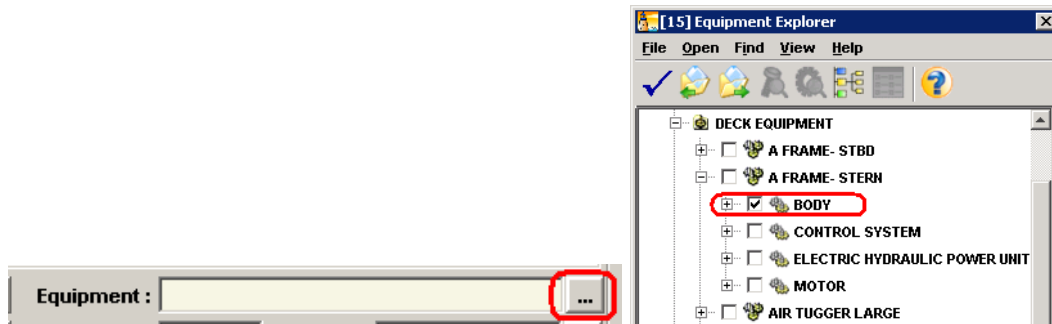 [15] Equipment Explorer
File Open Find View Help
DECK EQUIPMENT
A FRAME- STBD
A FRAME- STERN
BODY
CONTROL SYSTEM
ELECTRIC HYDRAULIC POWER UNIT
MOTOR
AIR TUGGER LARGE
Equipment : ...